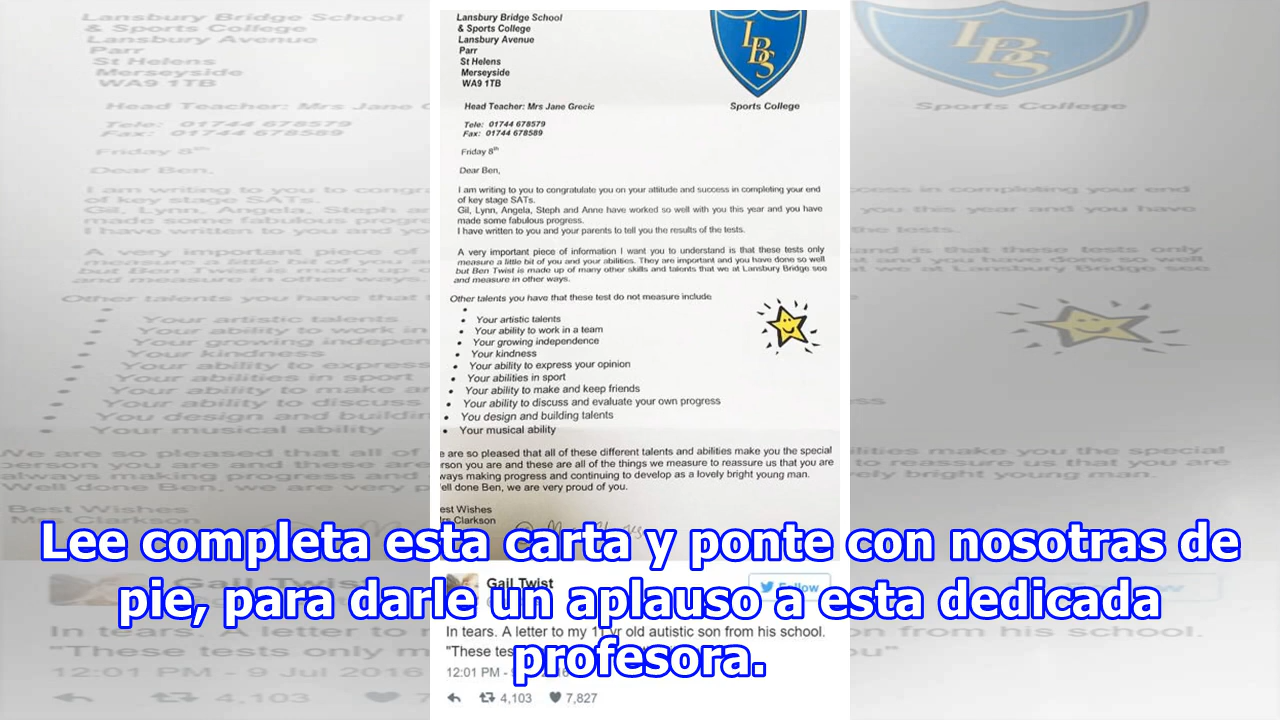 Lansbury Bridge School
& Sports College
Lansbury Avenue
Parr
St Helens
Merseyside
WA9 1TB
LBS
Head Teacher: Mrs Jane Grecic
Sports College
Tele: 01744 678579
Fax: 01744 678589
Friday 8th
Dear Ben,
I am writing to you to congratulate you on your attitude and success in completing your end
of key stage SATs.
Gil, Lynn, Angela, Steph and Anne have worked so well with you this year and you have
made some fabulous progress.
I have written to you and your parents to tell you the results of the tests.
A very important piece of information I want you to understand is that these tests only
measure a little bit of you and your abilities. They are important and you have done so well
but Ben Twist is made up of many other skills and talents that we at Lansbury Bridge see
and measure in other ways.
Other talents you have that these test do not measure include
• Your artistic talents
• Your ability to work in a team
• Your growing independence
• Your kindness
• Your ability to express your opinion
• Your abilities in sport
• Your ability to make and keep friends
• Your ability to discuss and evaluate your own progress
• You design and building talents
• Your musical ability
e are so pleased that all of these different talents and abilities make you the special
rson you are and these are all of the things we measure to reassure us that you are
ways making progress and continuing to develop as a lovely bright young man.
ell done Ben, we are very proud of you.
est Wishes
rs Clarkson
Lee completa esta carta y ponte con nosotras de
pie, para darle un aplauso a esta dedicada
profesora.
Gail Twist
Follow
In tears. A letter to my 11 yr old autistic son from his school.
"These tes
12:01 PM - 9 Jul 2016
4,103 7,827